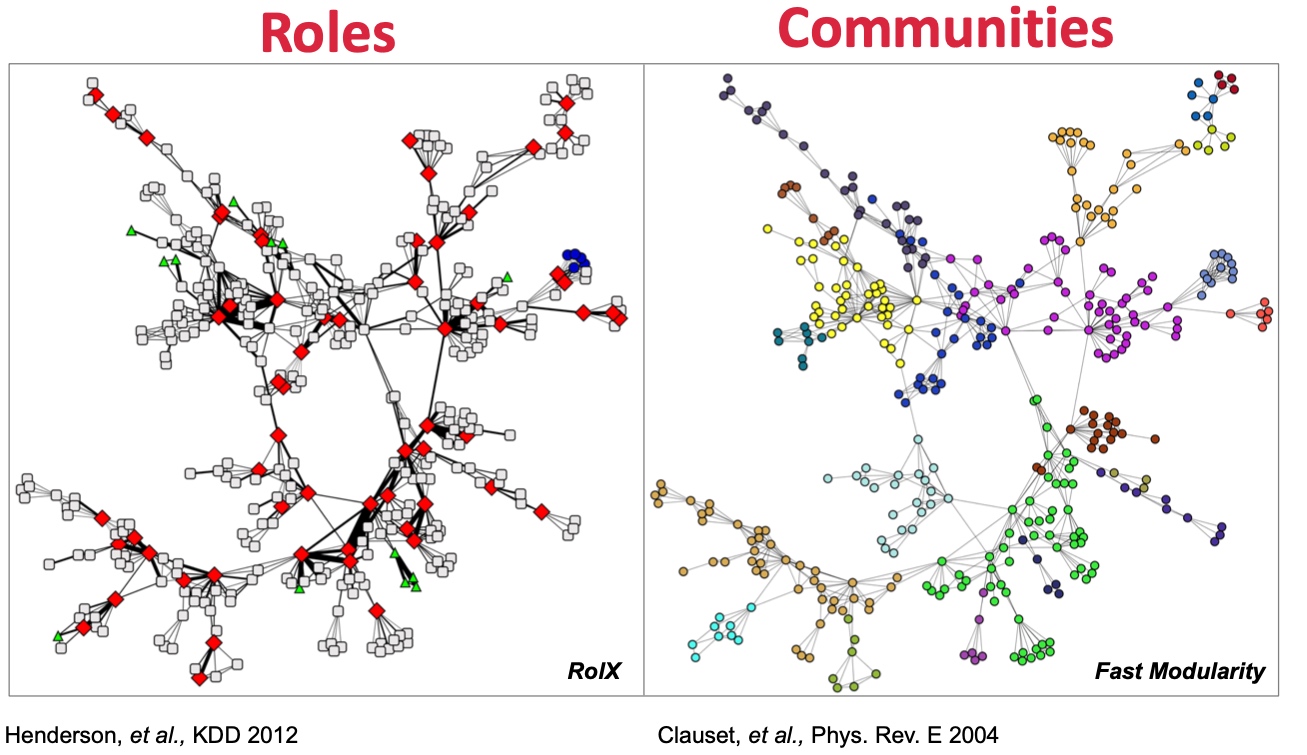 Roles
Communities
RolX
Fast Modularity
Henderson, et al., KDD 2012
Clauset, et al., Phys. Rev. E 2004